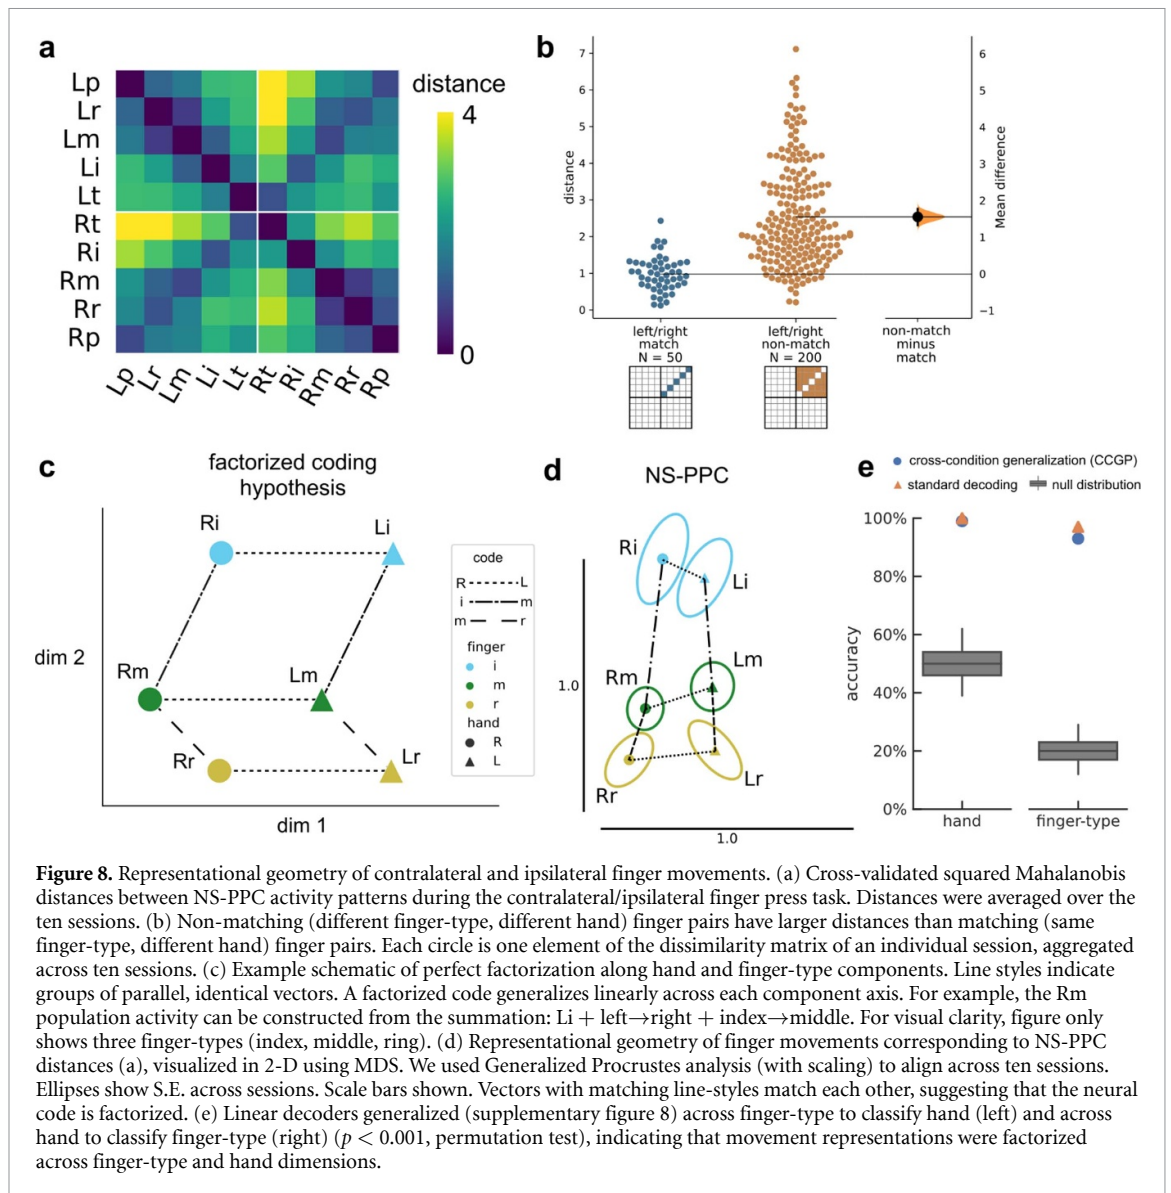 a
Lp
Lr
Lm
Li
Lt
Rt
Ri
Rm
Rr
Rp
Lp
Lr
Lm
Li
Lt
Rt
Ri
Rm
Rr
Rp
distance
4
0
b
7
6
5
4
3
2
1
0
distance
6
5
4
3
2
1
0
−1
Mean difference
left/right
match
N = 50
left/right
non-match
N = 200
non-match
minus
match
c
factorized coding
hypothesis
Ri
Li
Rm
Lm
Rr
Lr
dim 2
dim 1
code
R L
i m
m r
finger
i
m
r
hand
R
L
d
NS-PPC
Ri
Li
Rm
Lm
Rr
Lr
1.0
1.0
e
cross-condition generalization (CCGP)
standard decoding
null distribution
100%
80%
60%
40%
20%
0%
accuracy
hand
finger-type
Figure 8. Representational geometry of contralateral and ipsilateral finger movements. (a) Cross-validated squared Mahalanobis
distances between NS-PPC activity patterns during the contralateral/ipsilateral finger press task. Distances were averaged over the
ten sessions. (b) Non-matching (different finger-type, different hand) finger pairs have larger distances than matching (same
finger-type, different hand) finger pairs. Each circle is one element of the dissimilarity matrix of an individual session, aggregated
across ten sessions. (c) Example schematic of perfect factorization along hand and finger-type components. Line styles indicate
groups of parallel, identical vectors. A factorized code generalizes linearly across each component axis. For example, the Rm
population activity can be constructed from the summation: Li + left→right + index→middle. For visual clarity, figure only
shows three finger-types (index, middle, ring). (d) Representational geometry of finger movements corresponding to NS-PPC
distances (a), visualized in 2-D using MDS. We used Generalized Procrustes analysis (with scaling) to align across ten sessions.
Ellipses show S.E. across sessions. Scale bars shown. Vectors with matching line-styles match each other, suggesting that the neural
code is factorized. (e) Linear decoders generalized (supplementary figure 8) across finger-type to classify hand (left) and across
hand to classify finger-type (right) (p < 0.001, permutation test), indicating that movement representations were factorized
across finger-type and hand dimensions.